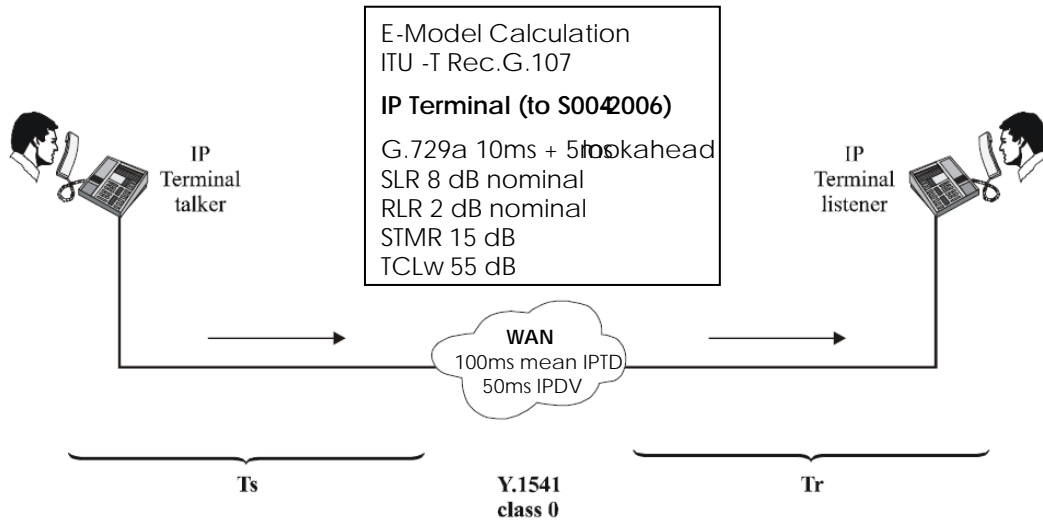 E-Model Calculation
ITU -T Rec.G.107
IP Terminal (to S004-2006)
G.729a 10ms + 5ms lookahead
SLR 8 dB nominal
RLR 2 dB nominal
STMR 15 dB
TCLw 55 dB
IP
Terminal
talker
IP
Terminal
listener
WAN
100ms mean IPTD
50ms IPDV
Ts
Y.1541
class 0
Tr